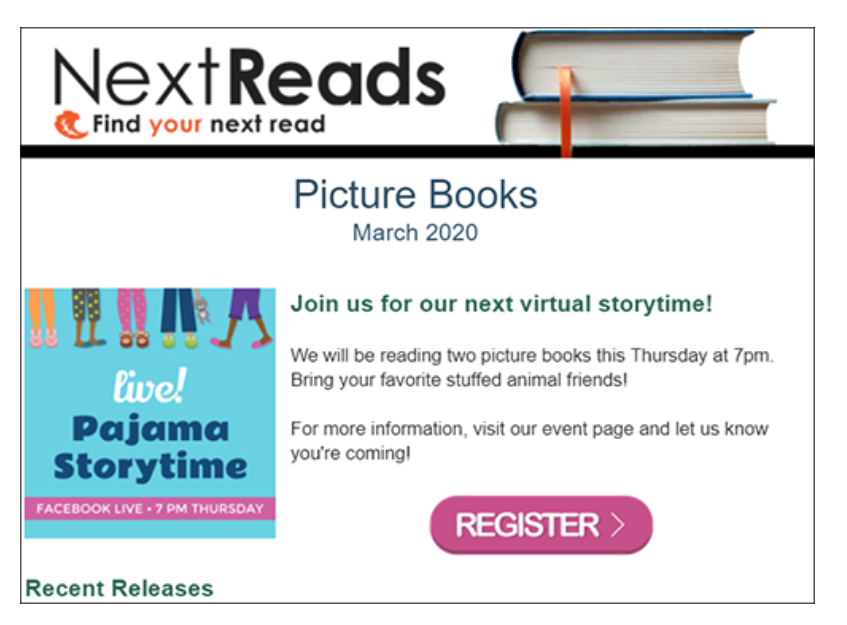 NextReads
Find your next read
Picture Books
March 2020
live!
Pajama
Storytime
FACEBOOK LIVE • 7 PM THURSDAY
Join us for our next virtual storytime!
We will be reading two picture books this Thursday at 7pm.
Bring your favorite stuffed animal friends!
For more information, visit our event page and let us know
you're coming!
REGISTER >
Recent Releases